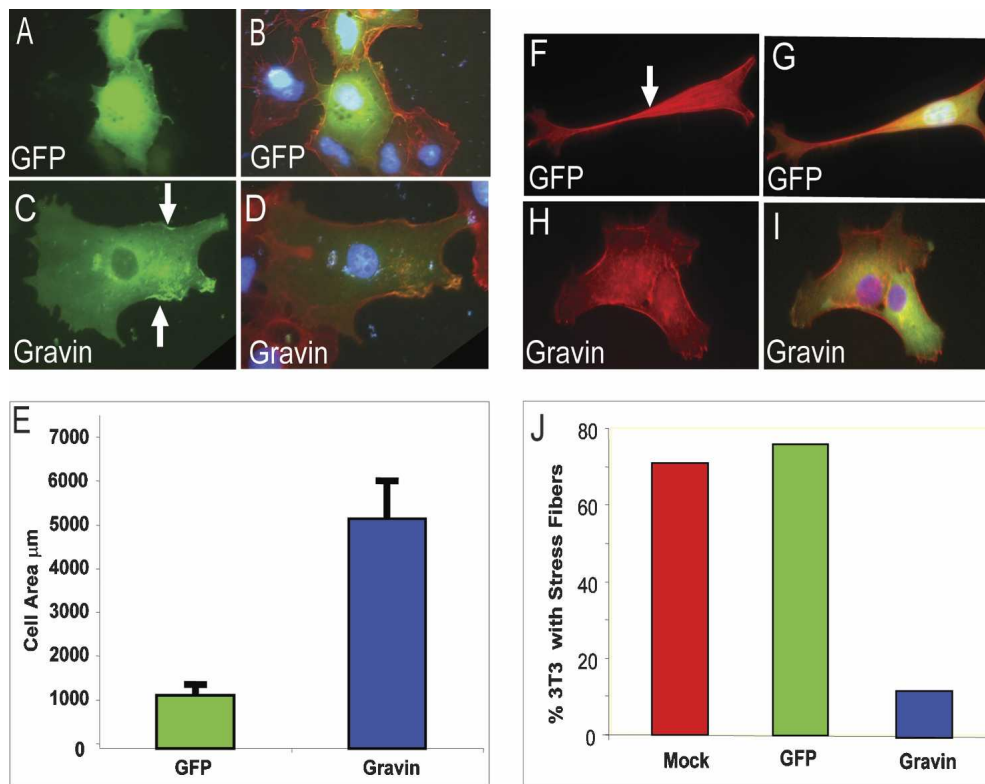 A
GFP
B
GFP
C
Gravin
D
Gravin
E
Cell Area µm
7000
6000
5000
4000
3000
2000
1000
0
GFP
Gravin
F
GFP
G
GFP
H
Gravin
I
Gravin
J
% 3T3 with Stress Fibers
80
60
40
20
0
Mock
GFP
Gravin